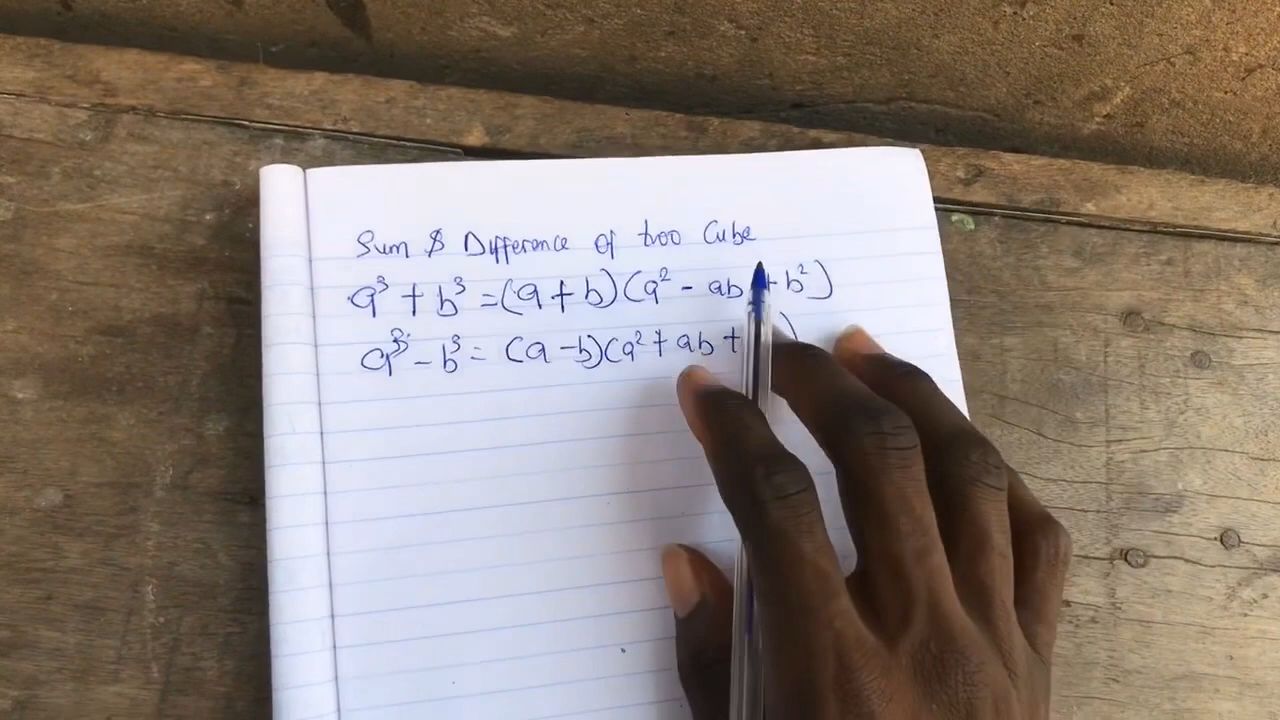 Sum $ Difference of two Cube
a³ + b³ = (a + b)(a² - ab + b²)
a³ - b³ = (a - b)(a² + ab + )